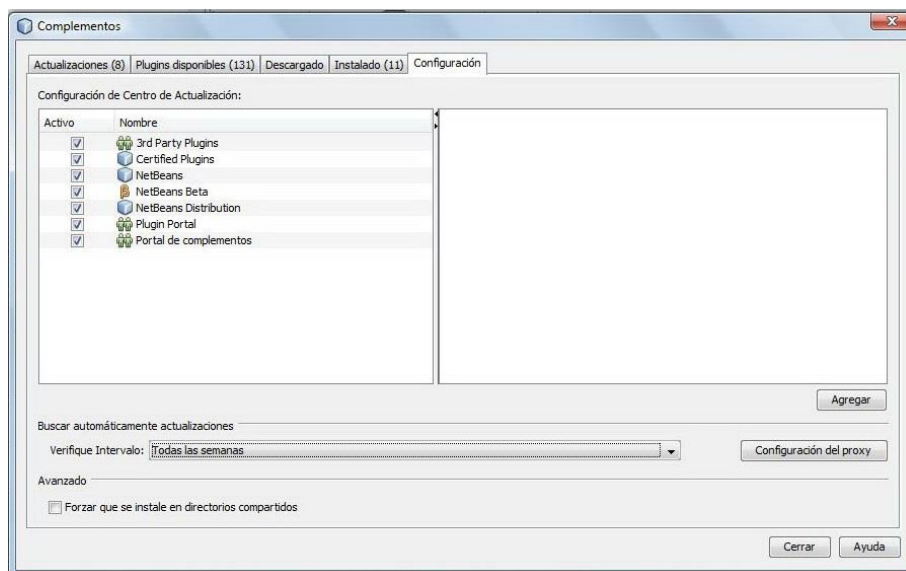 Complementos
Actualizaciones (8) Plugins disponibles (131) Descargado Instalado (11) Configuración
Configuración de Centro de Actualización:
Activo Nombre
3rd Party Plugins
Certified Plugins
NetBeans
NetBeans Beta
NetBeans Distribution
Plugin Portal
Portal de complementos
Agregar
Buscar automáticamente actualizaciones
Verifique Intervalo: Todas las semanas Configuración del proxy
Avanzado
Forzar que se instale en directorios compartidos
Cerrar Ayuda